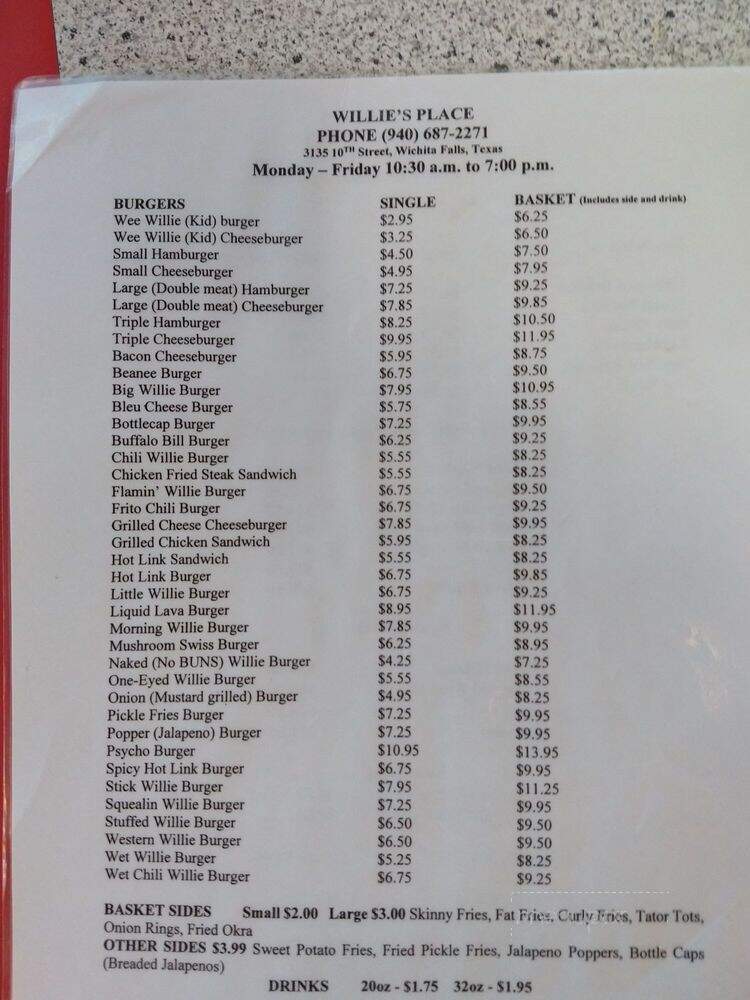 WILLIE'S PLACE
PHONE (940) 687-2271
3135 10TH Street, Wichita Falls, Texas
Monday – Friday 10:30 a.m. to 7:00 p.m.
BURGERS SINGLE BASKET (Includes side and drink)
Wee Willie (Kid) burger $2.95 $6.25
Wee Willie (Kid) Cheeseburger $3.25 $6.50
Small Hamburger $4.50 $7.50
Small Cheeseburger $4.95 $7.95
Large (Double meat) Hamburger $7.25 $9.25
Large (Double meat) Cheeseburger $7.85 $9.85
Triple Hamburger $8.25 $10.50
Triple Cheeseburger $9.95 $11.95
Bacon Cheeseburger $5.95 $8.75
Beanee Burger $6.75 $9.50
Big Willie Burger $7.95 $10.95
Bleu Cheese Burger $5.75 $8.55
Bottlecap Burger $7.25 $9.95
Buffalo Bill Burger $6.25 $9.25
Chili Willie Burger $5.55 $8.25
Chicken Fried Steak Sandwich $5.55 $8.25
Flamin' Willie Burger $6.75 $9.50
Frito Chili Burger $6.75 $9.25
Grilled Cheese Cheeseburger $7.85 $9.95
Grilled Chicken Sandwich $5.95 $8.25
Hot Link Sandwich $5.55 $8.25
Hot Link Burger $6.75 $9.85
Little Willie Burger $6.75 $9.25
Liquid Lava Burger $8.95 $11.95
Morning Willie Burger $7.85 $9.95
Mushroom Swiss Burger $6.25 $8.95
Naked (No BUNS) Willie Burger $4.25 $7.25
One-Eyed Willie Burger $5.55 $8.55
Onion (Mustard grilled) Burger $4.95 $8.25
Pickle Fries Burger $7.25 $9.95
Popper (Jalapeno) Burger $7.25 $9.95
Psycho Burger $10.95 $13.95
Spicy Hot Link Burger $6.75 $9.95
Stick Willie Burger $7.95 $11.25
Squealin Willie Burger $7.25 $9.95
Stuffed Willie Burger $6.50 $9.50
Western Willie Burger $6.50 $9.50
Wet Willie Burger $5.25 $8.25
Wet Chili Willie Burger $6.75 $9.25
BASKET SIDES Small $2.00 Large $3.00 Skinny Fries, Fat Fries, Curly Fries, Tator Tots,
Onion Rings, Fried Okra
OTHER SIDES $3.99 Sweet Potato Fries, Fried Pickle Fries, Jalapeno Poppers, Bottle Caps
(Breaded Jalapenos)
DRINKS 20oz - $1.75 32oz - $1.95